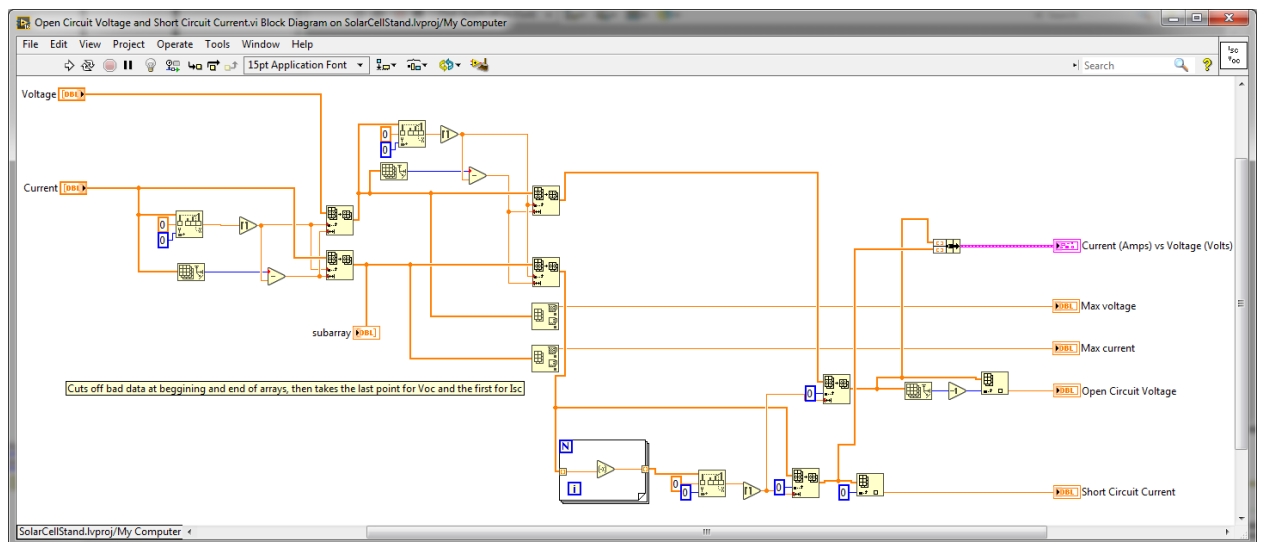 Open Circuit Voltage and Short Circuit Current.vi Block Diagram on SolarCellStand.lvproj/My Computer
File Edit View Project Operate Tools Window Help
15pt Application Font
Search
Isc
Voc
Voltage [DBL]
Current [DBL]
0
0
0
0
subarray [DBL]
Cuts off bad data at beggining and end of arrays, then takes the last point for Voc and the first for Isc
Current (Amps) vs Voltage (Volts)
DBL Max voltage
DBL Max current
0
-1
DBL Open Circuit Voltage
N
i
0
0
0
0
DBL Short Circuit Current
SolarCellStand.lvproj/My Computer